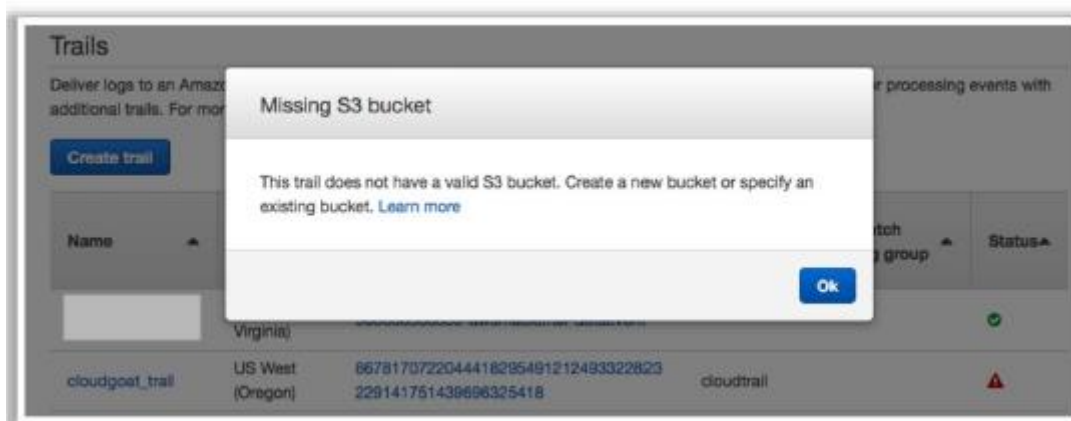 Trails
Deliver logs to an Amazo
r processing events with
additional trails. For mor
Create trail
Missing S3 bucket
This trail does not have a valid S3 bucket. Create a new bucket or specify an
existing bucket. Learn more
Ok
Name
tch
g group
Status
Virginia)
cloudgoat_trail
US West
(Oregon)
8678170722044418295491212493322823
229141751439696325418
cloudtrail